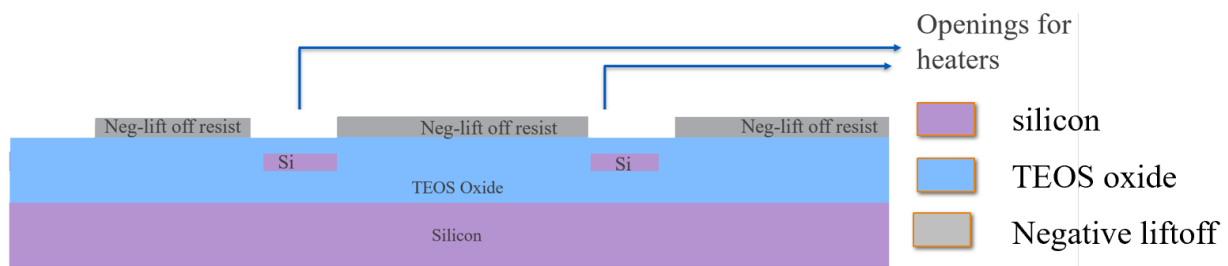 Openings for
heaters
Neg-lift off resist
Neg-lift off resist
Neg-lift off resist
silicon
Si
Si
TEOS Oxide
TEOS oxide
Silicon
Negative liftoff